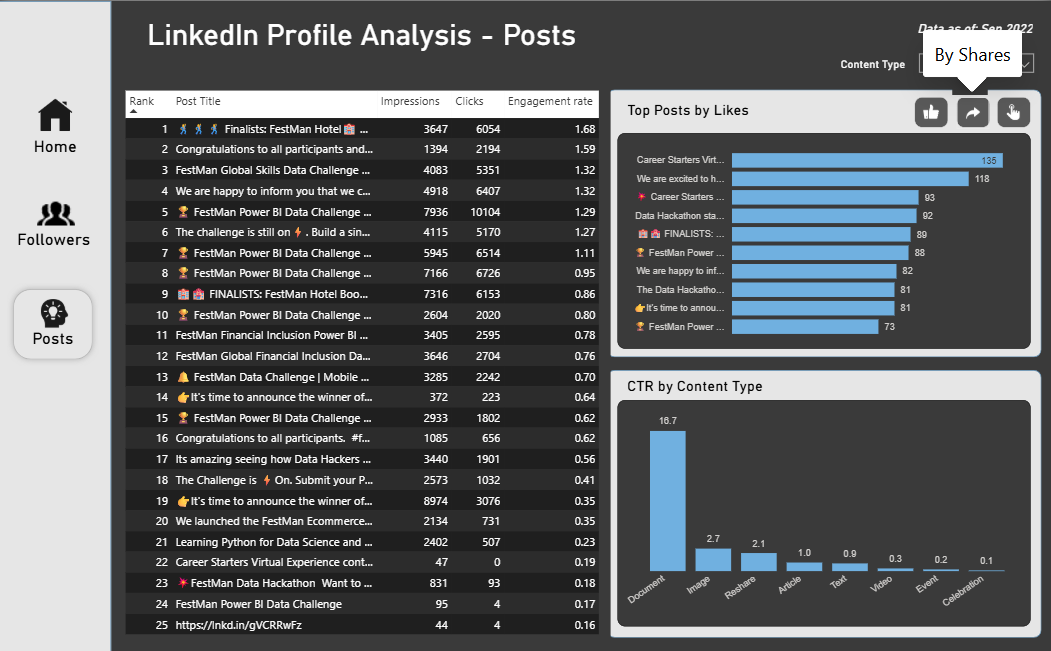 LinkedIn Profile Analysis - Posts
Data as of: Sep 2022
By Shares
Content Type
Home
Followers
Posts
Rank Post Title Impressions Clicks Engagement rate
1 🚶🚶🚶 Finalists: FestMan Hotel🏨 ... 3647 6054 1.68
2 Congratulations to all participants and... 1394 2194 1.59
3 FestMan Global Skills Data Challenge ... 4083 5351 1.32
4 We are happy to inform you that we c... 4918 6407 1.32
5 🏆 FestMan Power BI Data Challenge ... 7936 10104 1.29
6 The challenge is still on⚡. Build a sin... 4115 5170 1.27
7 🏆 FestMan Power BI Data Challenge ... 5945 6514 1.11
8 🏆 FestMan Power BI Data Challenge ... 7166 6726 0.95
9 🏨🏩 FINALISTS: FestMan Hotel Boo... 7316 6153 0.86
10 🏆 FestMan Power BI Data Challenge ... 2604 2020 0.80
11 FestMan Financial Inclusion Power BI ... 3405 2595 0.78
12 FestMan Global Financial Inclusion Da... 3646 2704 0.76
13 🔔 FestMan Data Challenge | Mobile ... 3285 2242 0.70
14 👉It's time to announce the winner of... 372 223 0.64
15 🏆 FestMan Power BI Data Challenge ... 2933 1802 0.62
16 Congratulations to all participants. #f... 1085 656 0.62
17 Its amazing seeing how Data Hackers ... 3440 1901 0.56
18 The Challenge is ⚡On. Submit your P... 2573 1032 0.41
19 👉It's time to announce the winner of... 8974 3076 0.35
20 We launched the FestMan Ecommerce... 2134 731 0.35
21 Learning Python for Data Science and ... 2402 507 0.23
22 Career Starters Virtual Experience cont... 47 0 0.19
23 💥FestMan Data Hackathon Want to ... 831 93 0.18
24 FestMan Power BI Data Challenge 95 4 0.17
25 https://lnkd.in/gVCRRwFz 44 4 0.16
Top Posts by Likes
Career Starters Virt... 135
We are excited to h... 118
💥 Career Starters ... 93
Data Hackathon sta... 92
🏨🏩 FINALISTS: ... 89
🏆 FestMan Power ... 88
We are happy to inf... 82
The Data Hackatho... 81
👉It's time to annou... 81
🏆 FestMan Power ... 73
CTR by Content Type
16.7 2.7 2.1 1.0 0.9 0.3 0.2 0.1
Document Image Reshare Article Text Video Event Celebration